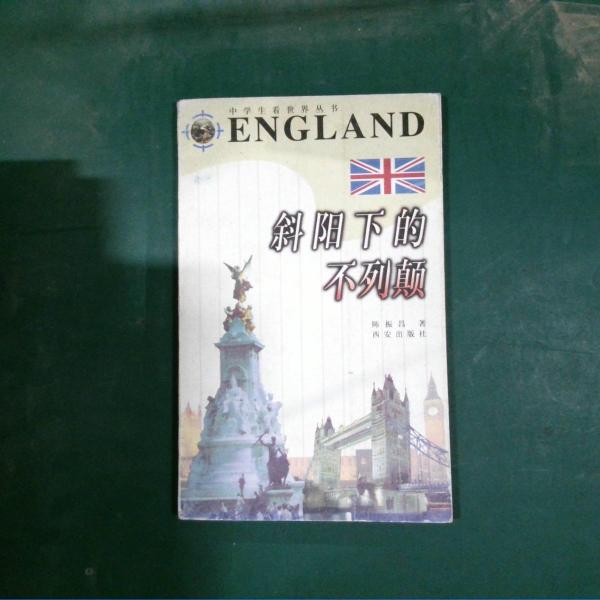 中学生看世界丛书
ENGLAND
斜阳下的
不列颠
陈振昌 著
西安出版社